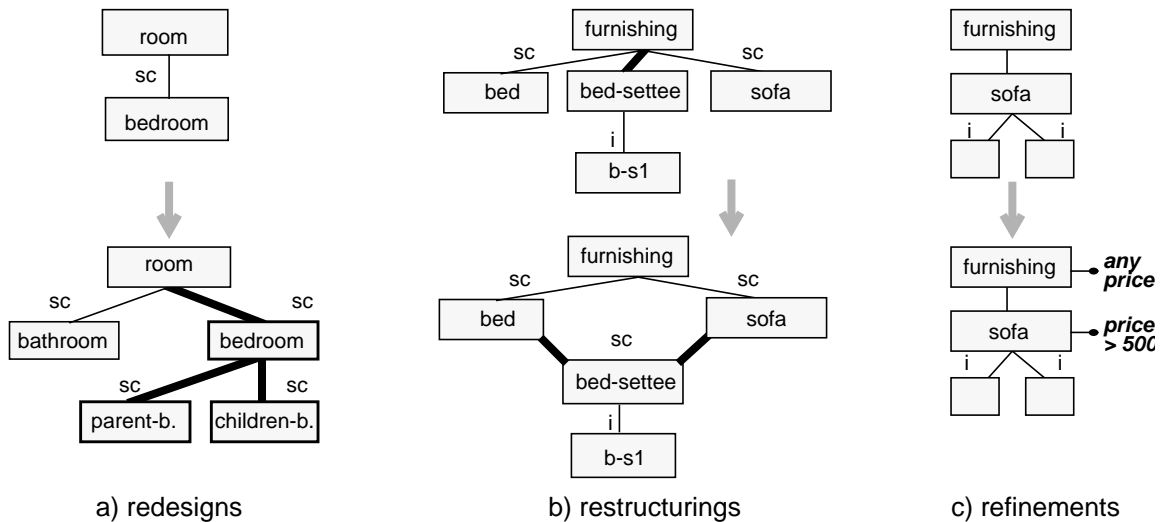 room
sc
bedroom
room
sc
sc
bathroom
bedroom
sc
sc
parent-b.
children-b.
a) redesigns
furnishing
sc
sc
bed
bed-settee
sofa
i
b-s1
furnishing
sc
sc
bed
sofa
sc
bed-settee
i
b-s1
b) restructurings
furnishing
sofa
i
i
furnishing
any
price
sofa
price
> 500
i
i
c) refinements